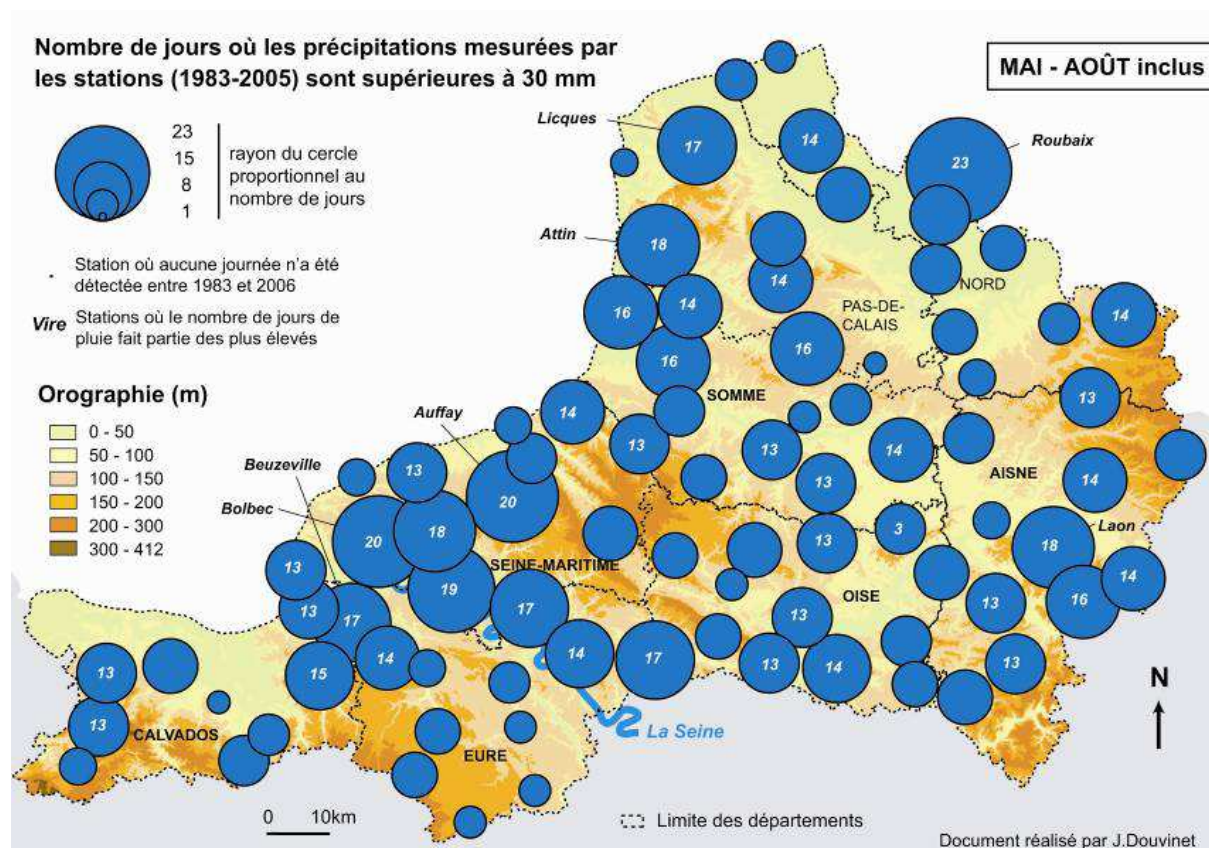 Nombre de jours où les précipitations mesurées par
les stations (1983-2005) sont supérieures à 30 mm
MAI - AOÛT inclus
23
15
8
1
rayon du cercle
proportionnel au
nombre de jours
Station où aucune journée n'a été
détectée entre 1983 et 2006
Vire
Stations où le nombre de jours de
pluie fait partie des plus élevés
Orographie (m)
0 - 50
50 - 100
100 - 150
150 - 200
200 - 300
300 - 412
Licques
17
14
23
Roubaix
Attin
18
14
NORD
16
14
PAS-DE-
CALAIS
14
16
16
SOMME
13
Auffay
14
13
13
14
AISNE
14
Beuzeville
13
13
Bolbec
20
20
18
3
13
Laon
18
SEINE-MARITIME
13
19
17
OISE
14
16
13
13
17
13
14
14
17
13
14
13
15
13
13
CALVADOS
EURE
La Seine
N
0 10km
Limite des départements
Document réalisé par J.Douvinet